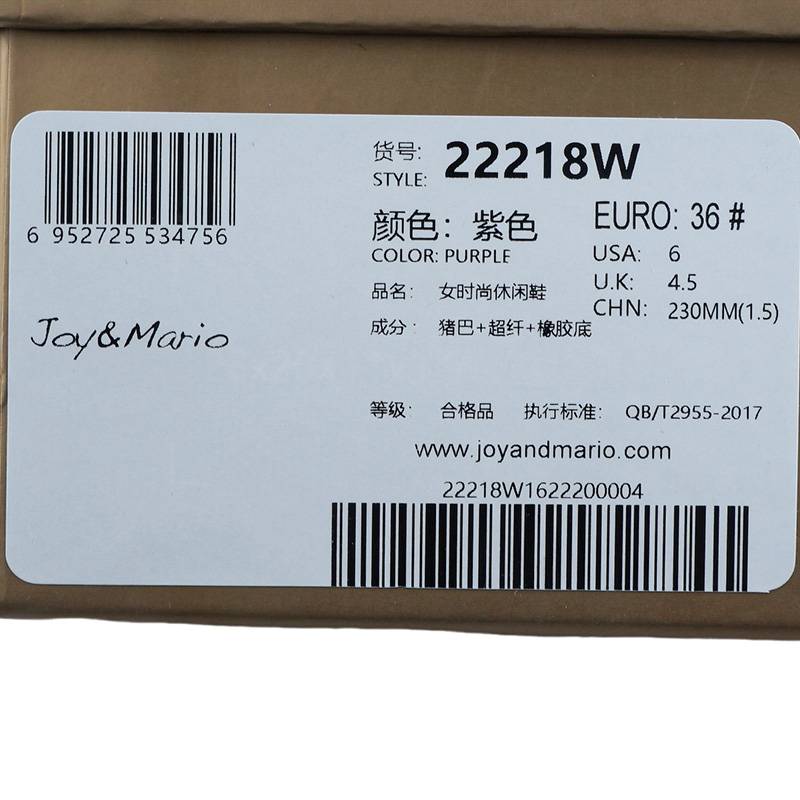 6 952725 534756
Joy&Mario
货号: 22218W
STYLE:
颜色: 紫色
COLOR: PURPLE
EURO: 36 #
USA: 6
U.K: 4.5
CHN: 230MM(1.5)
品名: 女时尚休闲鞋
成分: 猪巴+超纤+橡胶底
等级: 合格品 执行标准: QB/T2955-2017
www.joyandmario.com
22218W1622200004